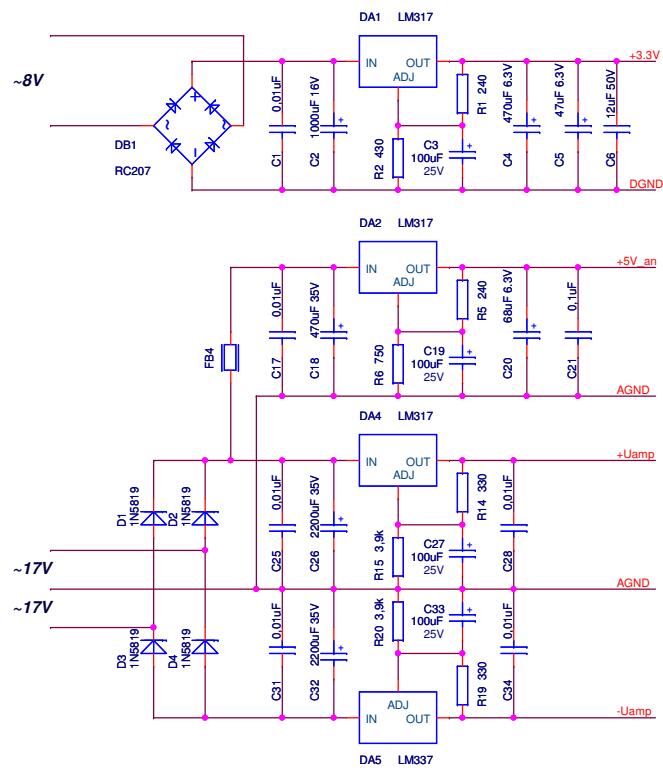 DA1 LM317
IN OUT
ADJ
+3.3V
~8V
0,01uF
C1
1000uF 16V
C2
R1 240
R2 430
C3
100uF
25V
470uF 6.3V
C4
47uF 6.3V
C5
12uF 50V
C6
DB1
RC207
DGND
DA2 LM317
IN OUT
ADJ
+5V_an
FB4
0,01uF
C17
470uF 35V
C18
R5 240
R6 750
C19
100uF
25V
68uF 6.3V
C20
0,1uF
C21
AGND
DA4 LM317
IN OUT
ADJ
+Uamp
D1
1N5819
D2
1N5819
0,01uF
C25
2200uF 35V
C26
R14 330
R15 3,9k
C27
100uF
25V
0,01uF
C28
~17V
AGND
~17V
D3
1N5819
D4
1N5819
0,01uF
C31
2200uF 35V
C32
R20 3,9k
C33
100uF
25V
R19 330
0,01uF
C34
ADJ
IN OUT
-Uamp
DA5 LM337